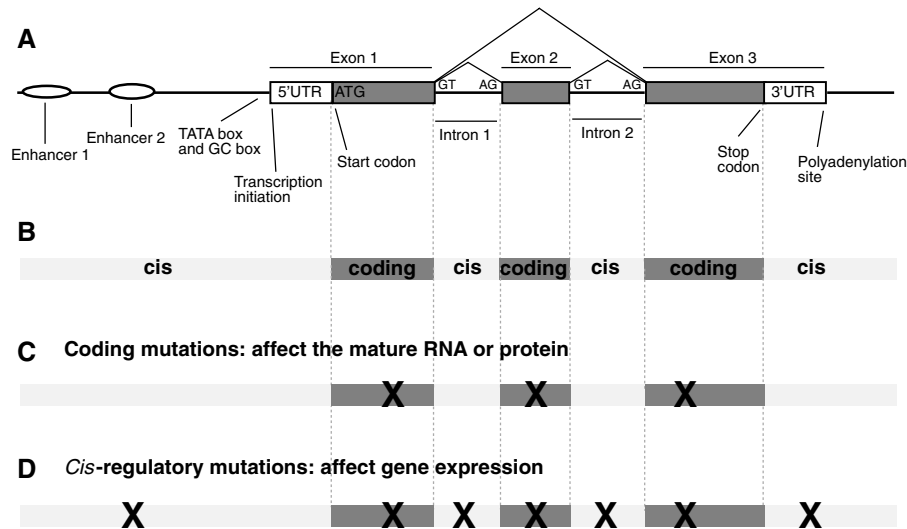 A
Exon 1
Exon 2
Exon 3
5'UTR
ATG
GT
AG
GT
AG
3'UTR
Enhancer 1
Enhancer 2
TATA box
and GC box
Transcription
initiation
Start codon
Intron 1
Intron 2
Stop
codon
Polyadenylation
site
B
cis
coding
cis
coding
cis
coding
cis
C Coding mutations: affect the mature RNA or protein
X X X
D Cis-regulatory mutations: affect gene expression
X X X X X X X